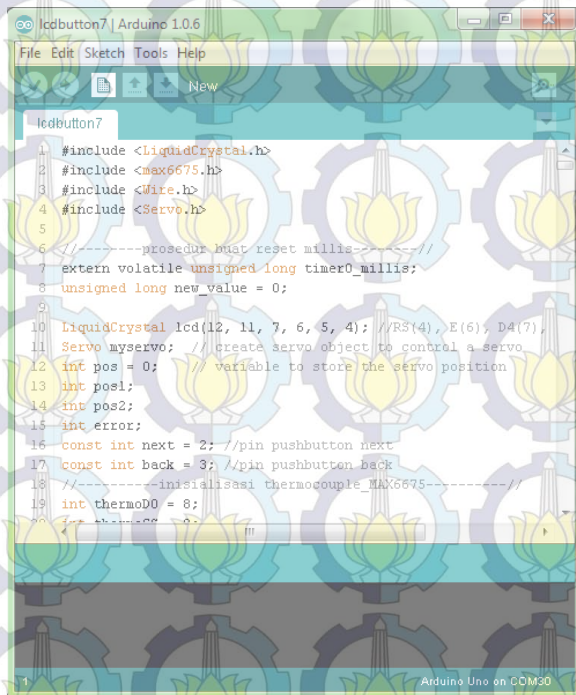 lcdbutton7 | Arduino 1.0.6
File Edit Sketch Tools Help
New
lcdbutton7
1 #include <LiquidCrystal.h>
2 #include <max6675.h>
3 #include <Wire.h>
4 #include <Servo.h>
5
6 //--------prosedur buat reset millis--------//
7 extern volatile unsigned long timer0_millis;
8 unsigned long new_value = 0;
9
10 LiquidCrystal lcd(12, 11, 7, 6, 5, 4); //RS(4), E(6), D4(7),
11 Servo myservo; // create servo object to control a servo
12 int pos = 0; // variable to store the servo position
13 int pos1;
14 int pos2;
15 int error;
16 const int next = 2; //pin pushbutton next
17 const int back = 3; //pin pushbutton back
18 //----------inisialisasi thermocouple_MAX6675----------//
19 int thermoDO = 8;
1
Arduino Uno on COM30